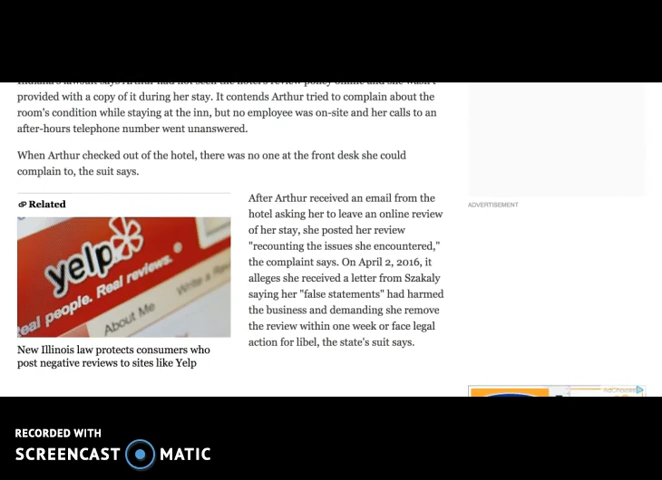 provided with a copy of it during her stay. It contends Arthur tried to complain about the
room's condition while staying at the inn, but no employee was on-site and her calls to an
after-hours telephone number went unanswered.
When Arthur checked out of the hotel, there was no one at the front desk she could
complain to, the suit says.
Related
yelp
eal people. Real reviews.
About Me
Write a Re
New Illinois law protects consumers who
post negative reviews to sites like Yelp
After Arthur received an email from the
hotel asking her to leave an online review
of her stay, she posted her review
"recounting the issues she encountered,"
the complaint says. On April 2, 2016, it
alleges she received a letter from Szakaly
saying her "false statements" had harmed
the business and demanding she remove
the review within one week or face legal
action for libel, the state's suit says.
ADVERTISEMENT
AdChoices
RECORDED WITH
SCREENCAST MATIC